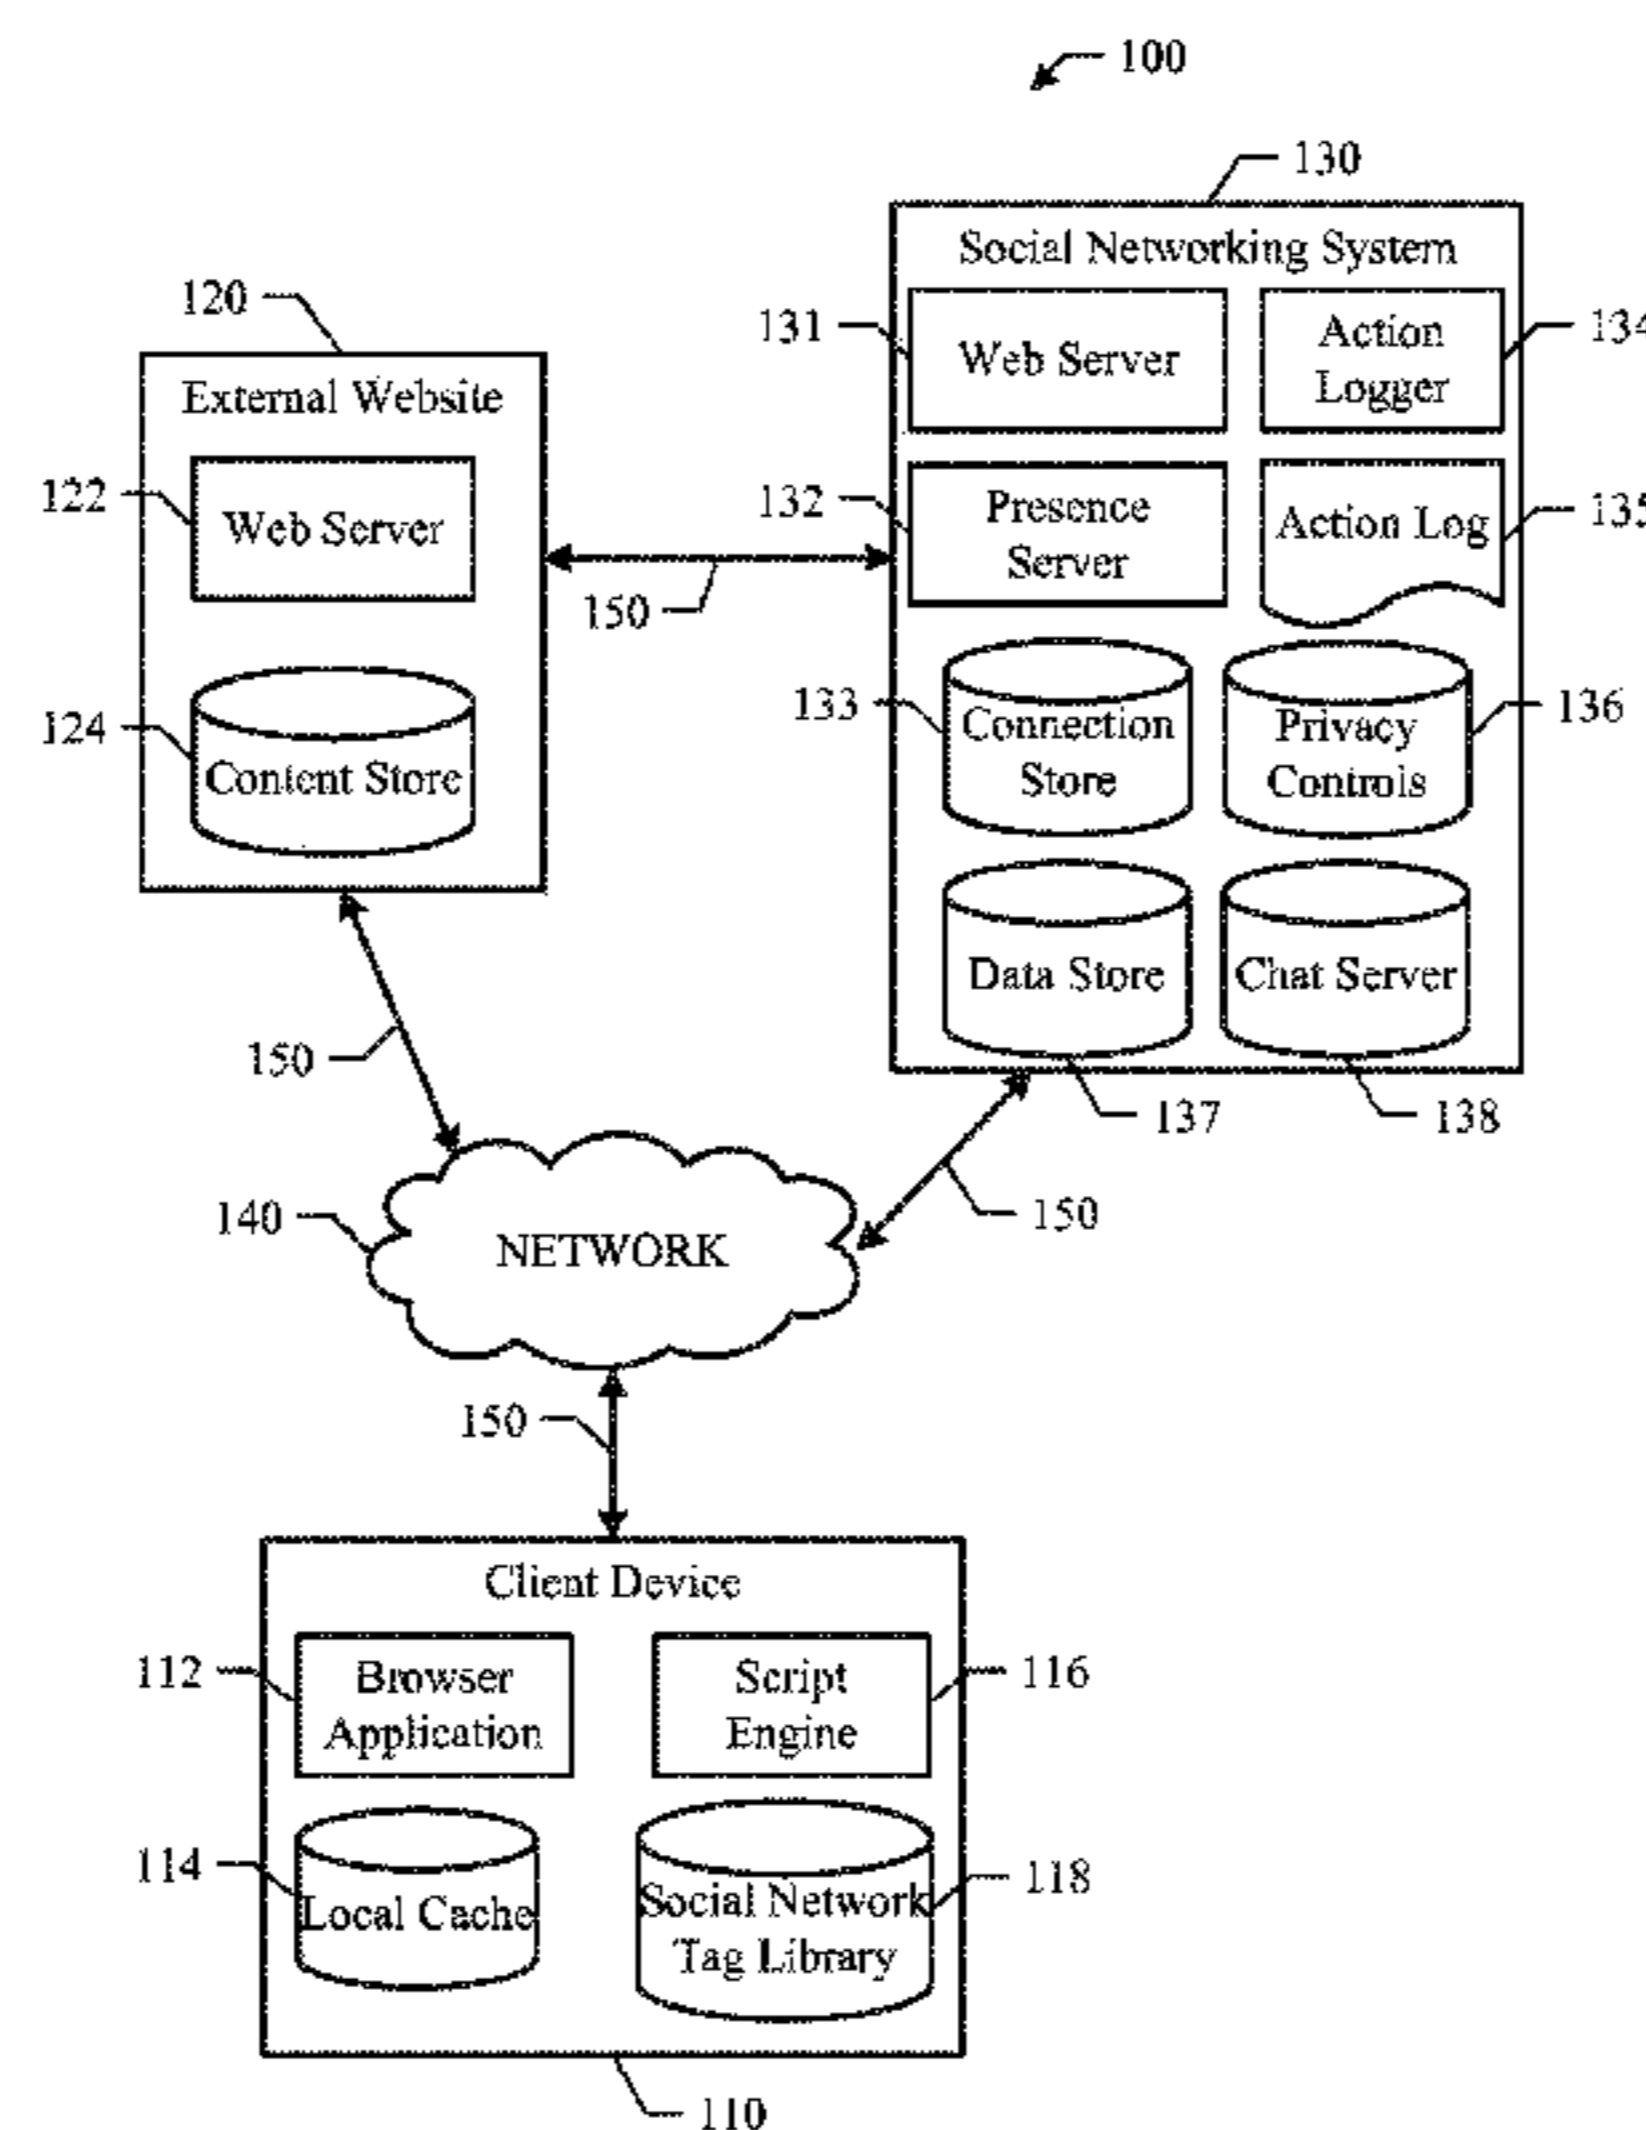 100
130
Social Networking System
120
External Website
131
Web Server
Action
Logger
134
122
Web Server
132
Presence
Server
Action Log
135
150
124
Content Store
133
Connection
Store
Privacy
Controls
136
Data Store
Chat Server
150
137
138
140
NETWORK
150
150
Client Device
112
Browser
Application
Script
Engine
116
114
Local Cache
Social Network
Tag Library
118
110